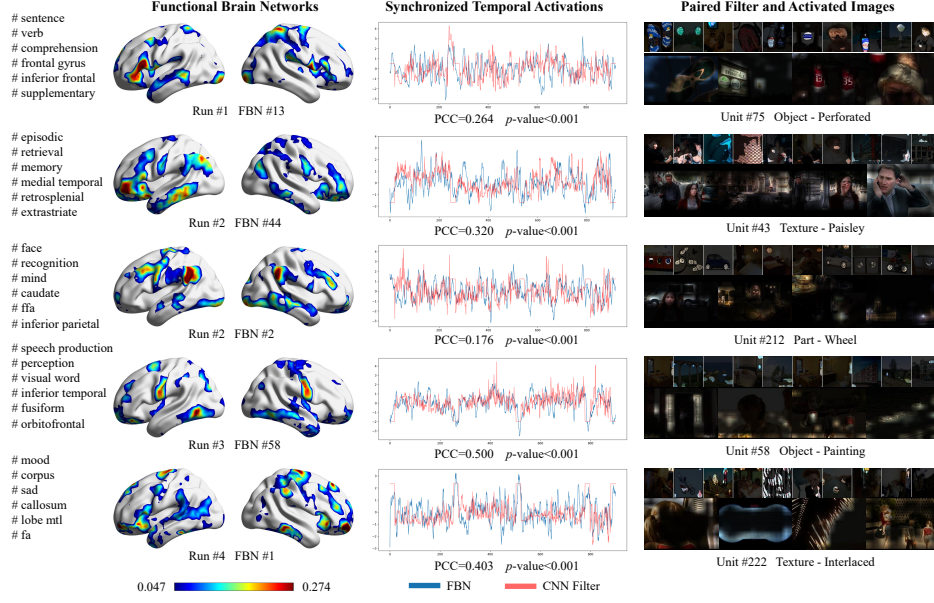 Functional Brain Networks
Synchronized Temporal Activations
Paired Filter and Activated Images
# sentence
# verb
# comprehension
# frontal gyrus
# inferior frontal
# supplementary
Run #1 FBN #13
PCC=0.264 p-value<0.001
Unit #75 Object - Perforated
# episodic
# retrieval
# memory
# medial temporal
# retrosplenial
# extrastriate
Run #2 FBN #44
PCC=0.320 p-value<0.001
Unit #43 Texture - Paisley
# face
# recognition
# mind
# caudate
# ffa
# inferior parietal
Run #2 FBN #2
PCC=0.176 p-value<0.001
Unit #212 Part - Wheel
# speech production
# perception
# visual word
# inferior temporal
# fusiform
# orbitofrontal
Run #3 FBN #58
PCC=0.500 p-value<0.001
Unit #58 Object - Painting
# mood
# corpus
# sad
# callosum
# lobe mtl
# fa
Run #4 FBN #1
PCC=0.403 p-value<0.001
Unit #222 Texture - Interlaced
0.047 0.274
FBN CNN Filter